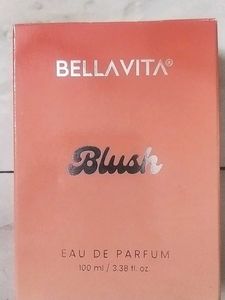 BELLAVITA®
Blush
EAU DE PARFUM
100 ml / 3.38 fl. oz.